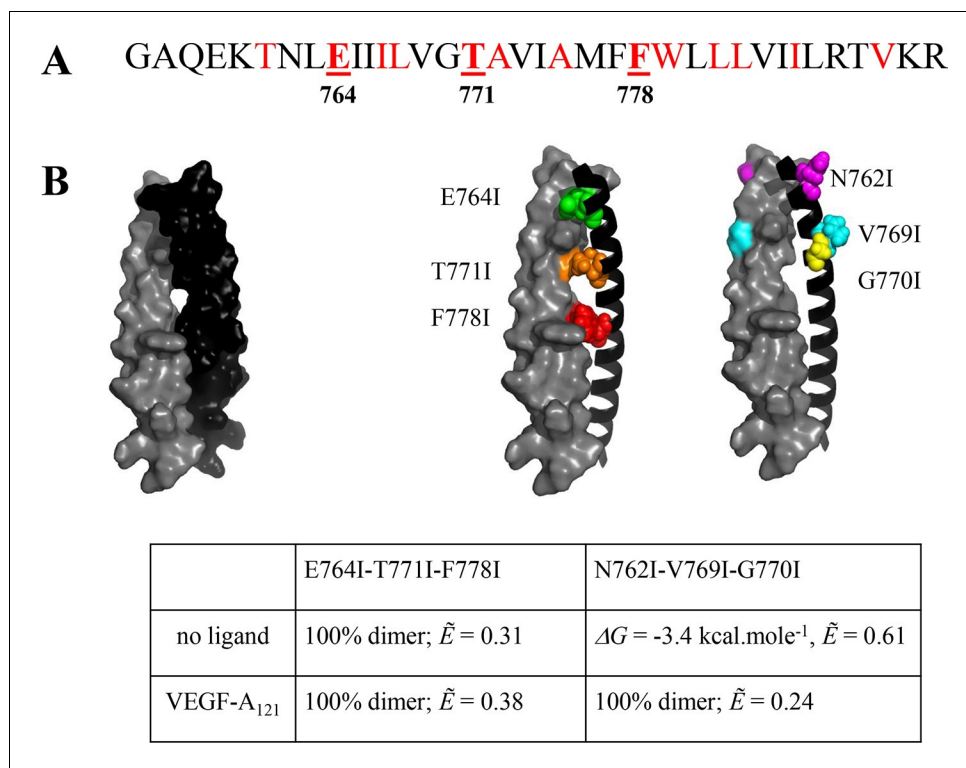 A GAQEKTNLEIIILVGTAVIAMFFWLLLVIILRTVKR
764 771 778
B
E764I
T771I
F778I
N762I
V769I
G770I
E764I-T771I-F778I N762I-V769I-G770I
no ligand 100% dimer; Ẽ = 0.31 ΔG = -3.4 kcal.mole⁻¹, Ẽ = 0.61
VEGF-A₁₂₁ 100% dimer; Ẽ = 0.38 100% dimer; Ẽ = 0.24